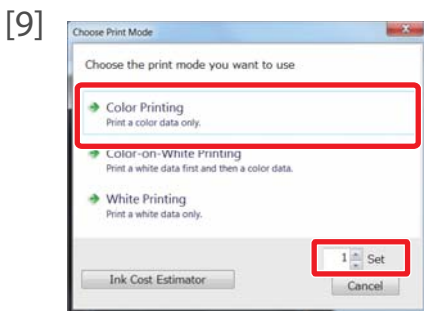 [9]
Choose Print Mode
Choose the print mode you want to use
Color Printing
Print a color data only.
Color-on-White Printing
Print a white data first and then a color data.
White Printing
Print a white data only.
1 Set
Ink Cost Estimator
Cancel